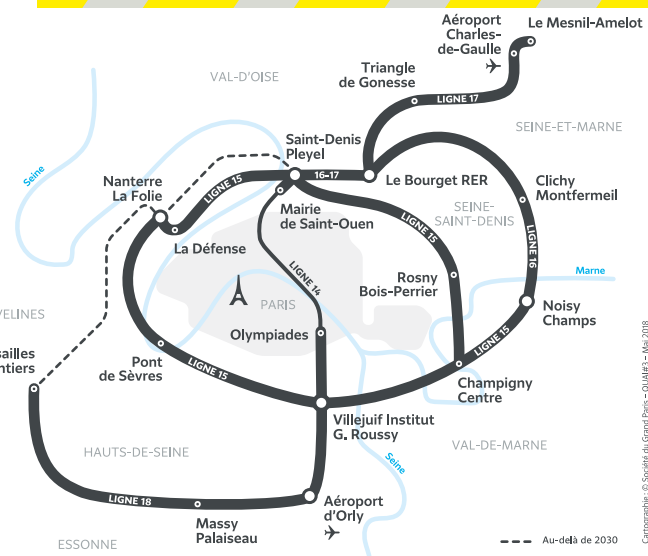 Aéroport
Charles-
de-Gaulle
Le Mesnil-Amelot
VAL-D'OISE
Triangle
de Gonesse
LIGNE 17
SEINE-ET-MARNE
Saint-Denis
Pleyel
Seine
Nanterre
La Folie
LIGNE 15
16-17
Le Bourget RER
Clichy
Montfermeil
Mairie
de Saint-Ouen
LIGNE 15
SEINE-
SAINT-DENIS
La Défense
LIGNE 16
LIGNE 14
Rosny
Bois-Perrier
Marne
PARIS
VELINES
Noisy
Champs
Olympiades
LIGNE 15
sailles
ntiers
Pont
de Sèvres
LIGNE 15
Champigny
Centre
Villejuif Institut
G. Roussy
HAUTS-DE-SEINE
VAL-DE-MARNE
Seine
LIGNE 18
Aéroport
d'Orly
Massy
Palaiseau
ESSONNE
Au-delà de 2030
Cartographie : © Société du Grand Paris – QUAI#3 – Mai 2018